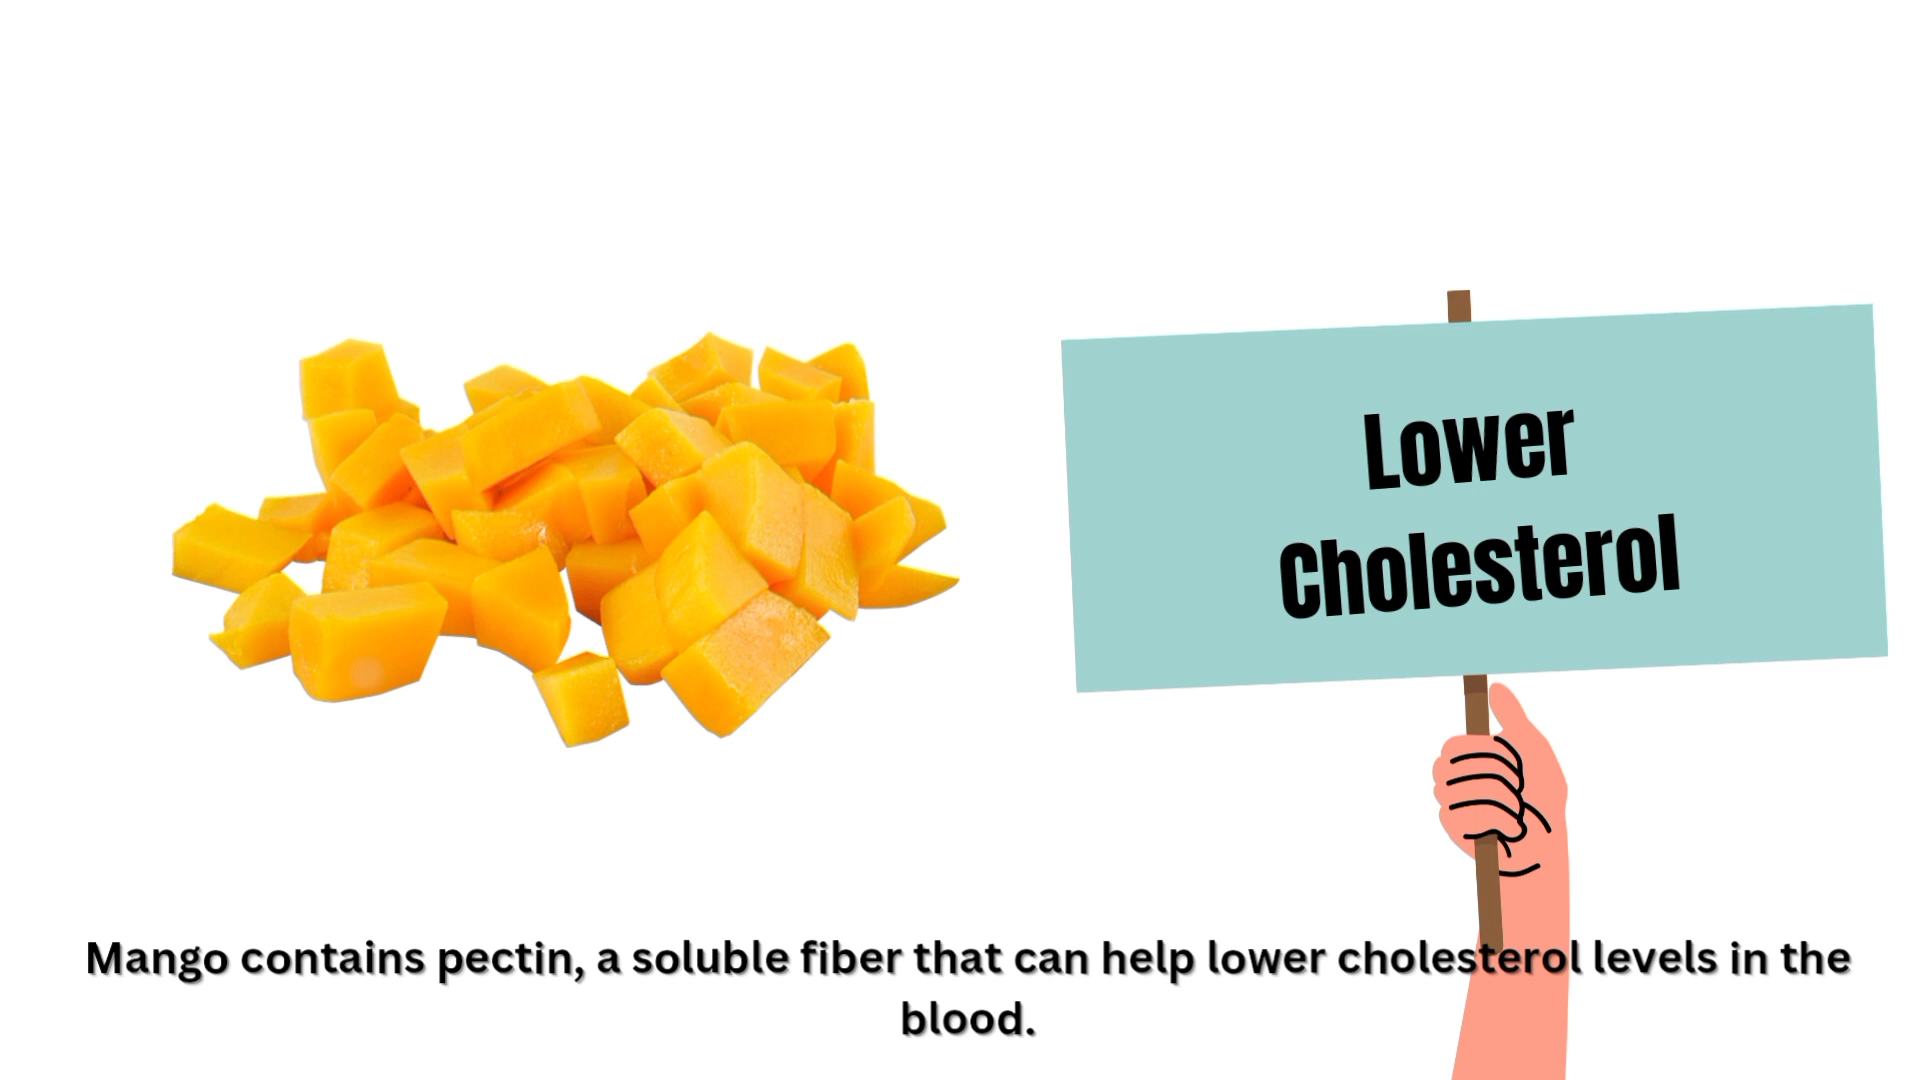 Lower
Cholesterol
Mango contains pectin, a soluble fiber that can help lower cholesterol levels in the
blood.